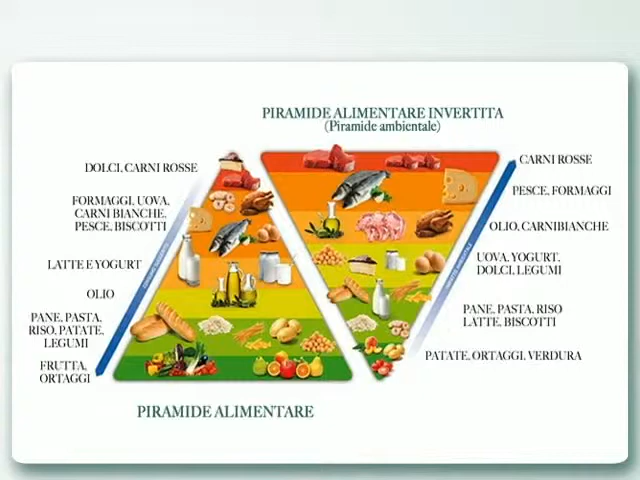 PIRAMIDE ALIMENTARE INVERTITA
(Piramide ambientale)
DOLCI, CARNI ROSSE
FORMAGGI, UOVA,
CARNI BIANCHE,
PESCE, BISCOTTI
LATTE E YOGURT
OLIO
PANE, PASTA,
RISO, PATATE,
LEGUMI
FRUTTA,
ORTAGGI
CARNI ROSSE
PESCE, FORMAGGI
OLIO, CARNIBIANCHE
UOVA, YOGURT,
DOLCI, LEGUMI
PANE, PASTA, RISO
LATTE, BISCOTTI
PATATE, ORTAGGI, VERDURA
PIRAMIDE ALIMENTARE